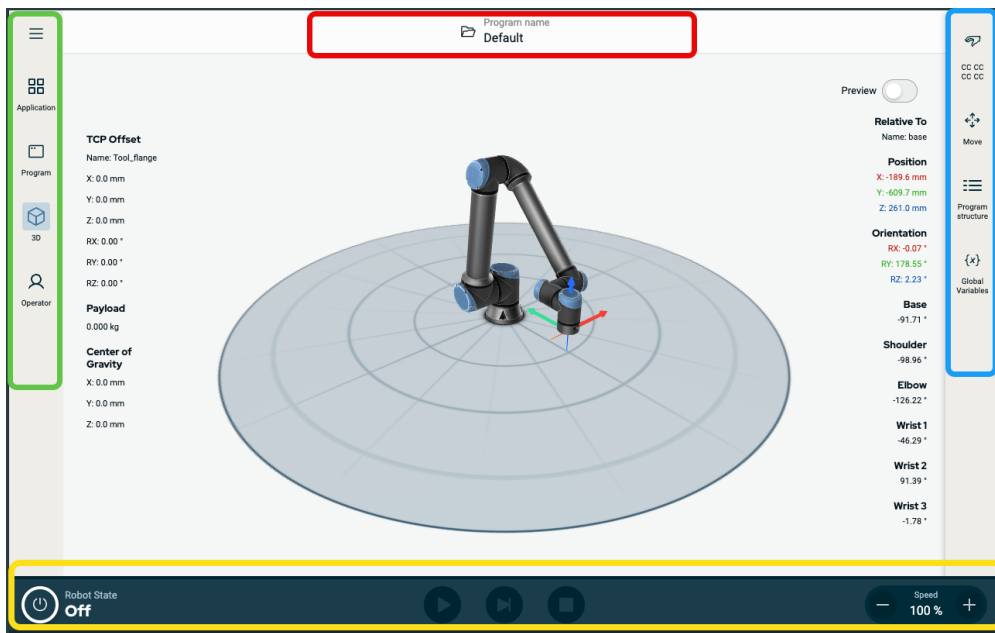 Program name
Default
Application
Program
3D
Operator
TCP Offset
Name: Tool_flange
X: 0.0 mm
Y: 0.0 mm
Z: 0.0 mm
RX: 0.00 °
RY: 0.00 °
RZ: 0.00 °
Payload
0.000 kg
Center of
Gravity
X: 0.0 mm
Y: 0.0 mm
Z: 0.0 mm
Preview
Relative To
Name: base
Position
X: -189.6 mm
Y: -609.7 mm
Z: 261.0 mm
Orientation
RX: -0.07 °
RY: 178.55 °
RZ: 2.23 °
Base
-91.71 °
Shoulder
-98.96 °
Elbow
-126.22 °
Wrist 1
-46.29 °
Wrist 2
91.39 °
Wrist 3
-1.78 °
CC CC
CC CC
Move
Program
structure
{x}
Global
Variables
Robot State
Off
Speed
100 %